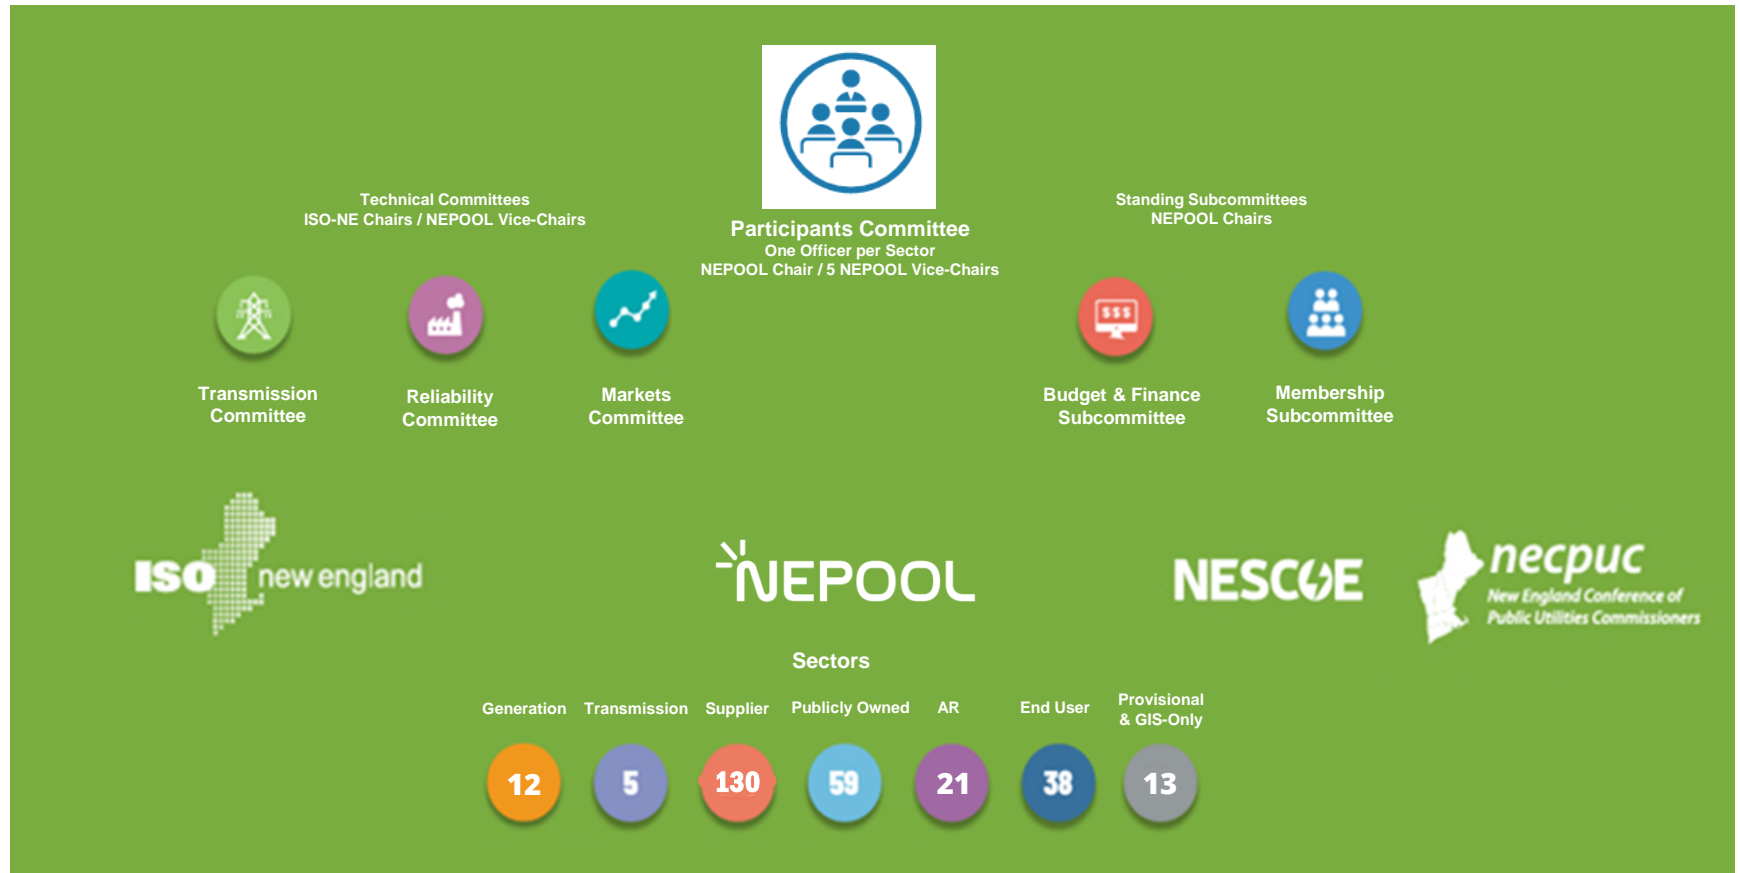 Technical Committees
ISO-NE Chairs / NEPOOL Vice-Chairs
Participants Committee
One Officer per Sector
NEPOOL Chair / 5 NEPOOL Vice-Chairs
Standing Subcommittees
NEPOOL Chairs
$$$
Transmission
Committee
Reliability
Committee
Markets
Committee
Budget & Finance
Subcommittee
Membership
Subcommittee
ISO new england
NEPOOL
NESCOE
necpuc
New England Conference of
Public Utilities Commissioners
Sectors
Generation
Transmission
Supplier
Publicly Owned
AR
End User
Provisional
& GIS-Only
12
5
130
59
21
38
13